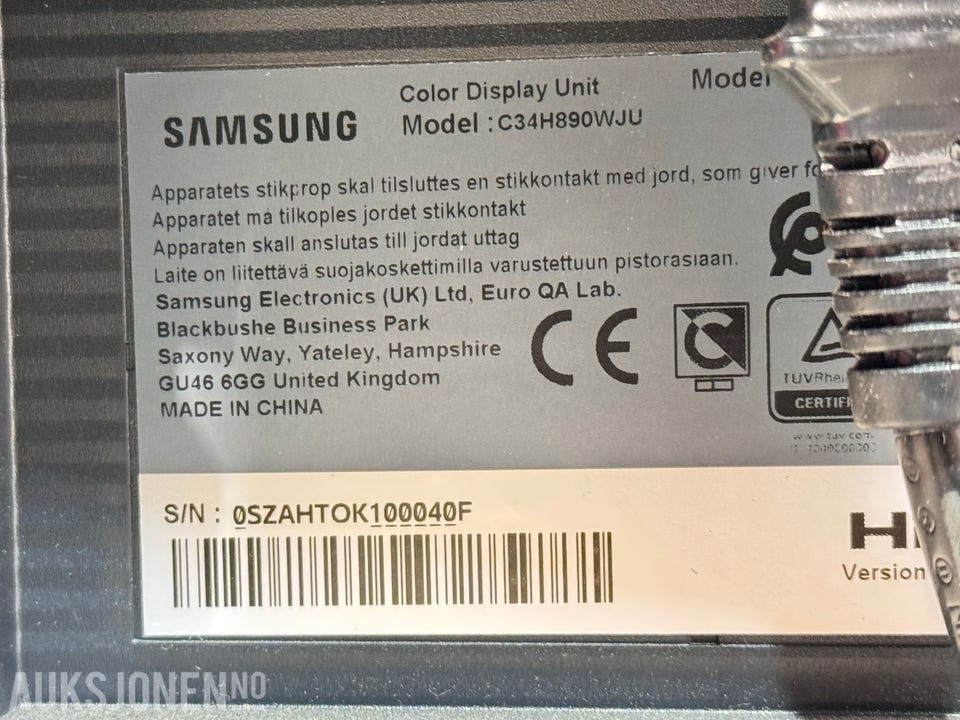 SAMSUNG
Color Display Unit
Model : C34H890WJU
Model
Apparatets stikprop skal tilsluttes en stikkontakt med jord, som giver fo
Apparatet må tilkoples jordet stikkontakt
Apparaten skall anslutas till jordat uttag
Laite on liitettävä suojakoskettimilla varustettuun pistorasiaan.
Samsung Electronics (UK) Ltd, Euro QA Lab.
Blackbushe Business Park
Saxony Way, Yateley, Hampshire
GU46 6GG United Kingdom
MADE IN CHINA
CE
TUVRhei
CERTIFI
www.tuv.com
S/N : 0SZAHTOK100040F
H
Version
AUKSJONEN.NO